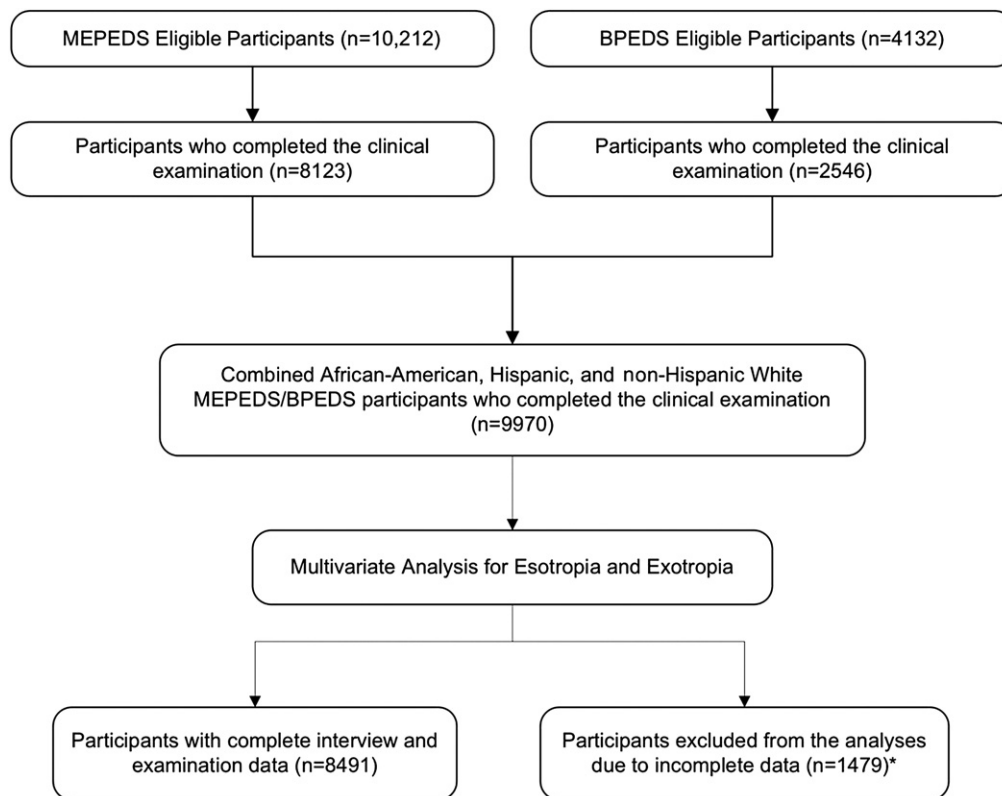 MEPEDS Eligible Participants (n=10,212)
BPEDS Eligible Participants (n=4132)
Participants who completed the clinical
examination (n=8123)
Participants who completed the clinical
examination (n=2546)
Combined African-American, Hispanic, and non-Hispanic White
MEPEDS/BPEDS participants who completed the clinical examination
(n=9970)
Multivariate Analysis for Esotropia and Exotropia
Participants with complete interview and
examination data (n=8491)
Participants excluded from the analyses
due to incomplete data (n=1479)*